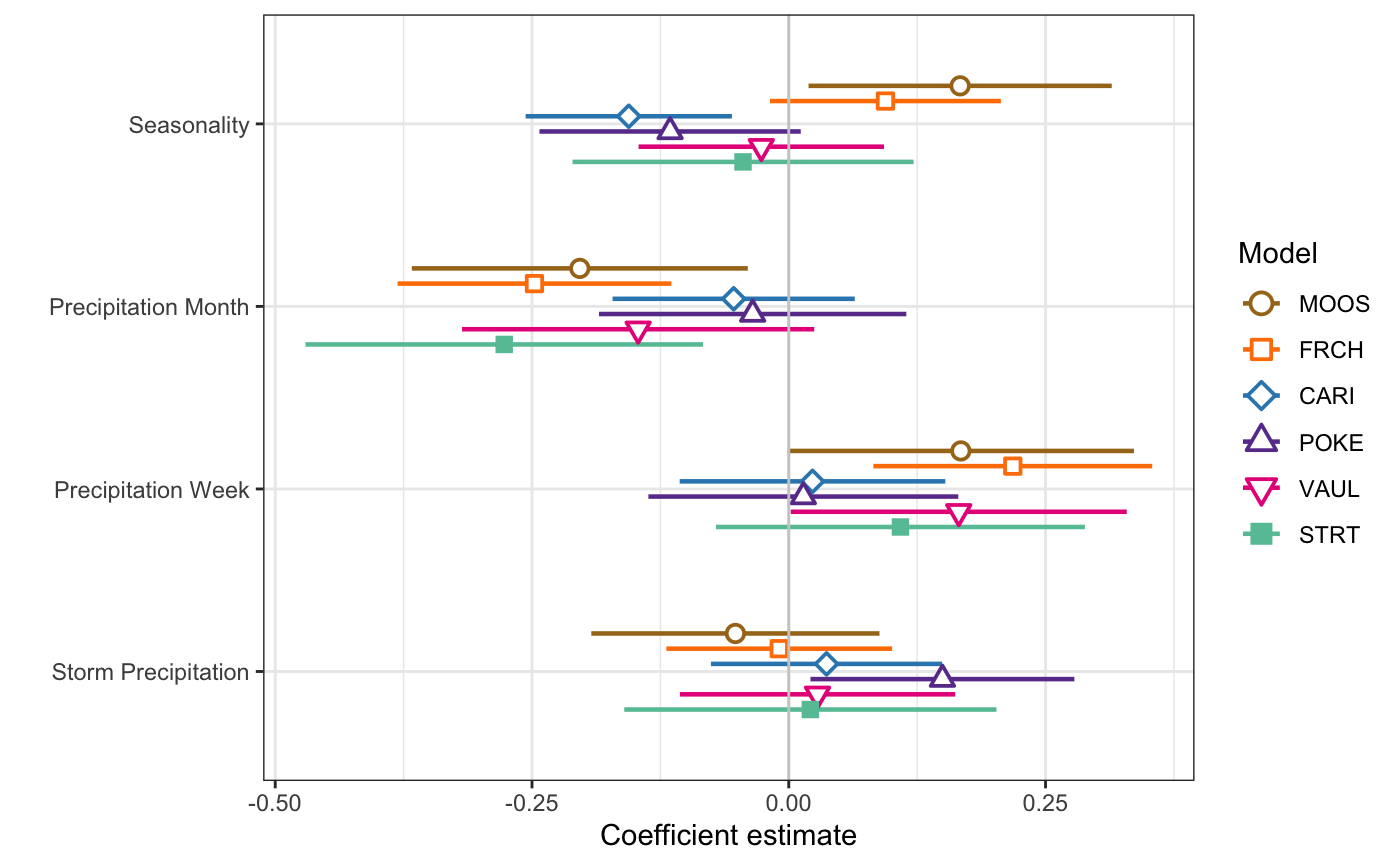 Seasonality
Precipitation Month
Precipitation Week
Storm Precipitation
-0.50
-0.25
0.00
0.25
Coefficient estimate
Model
MOOS
FRCH
CARI
POKE
VAUL
STRT